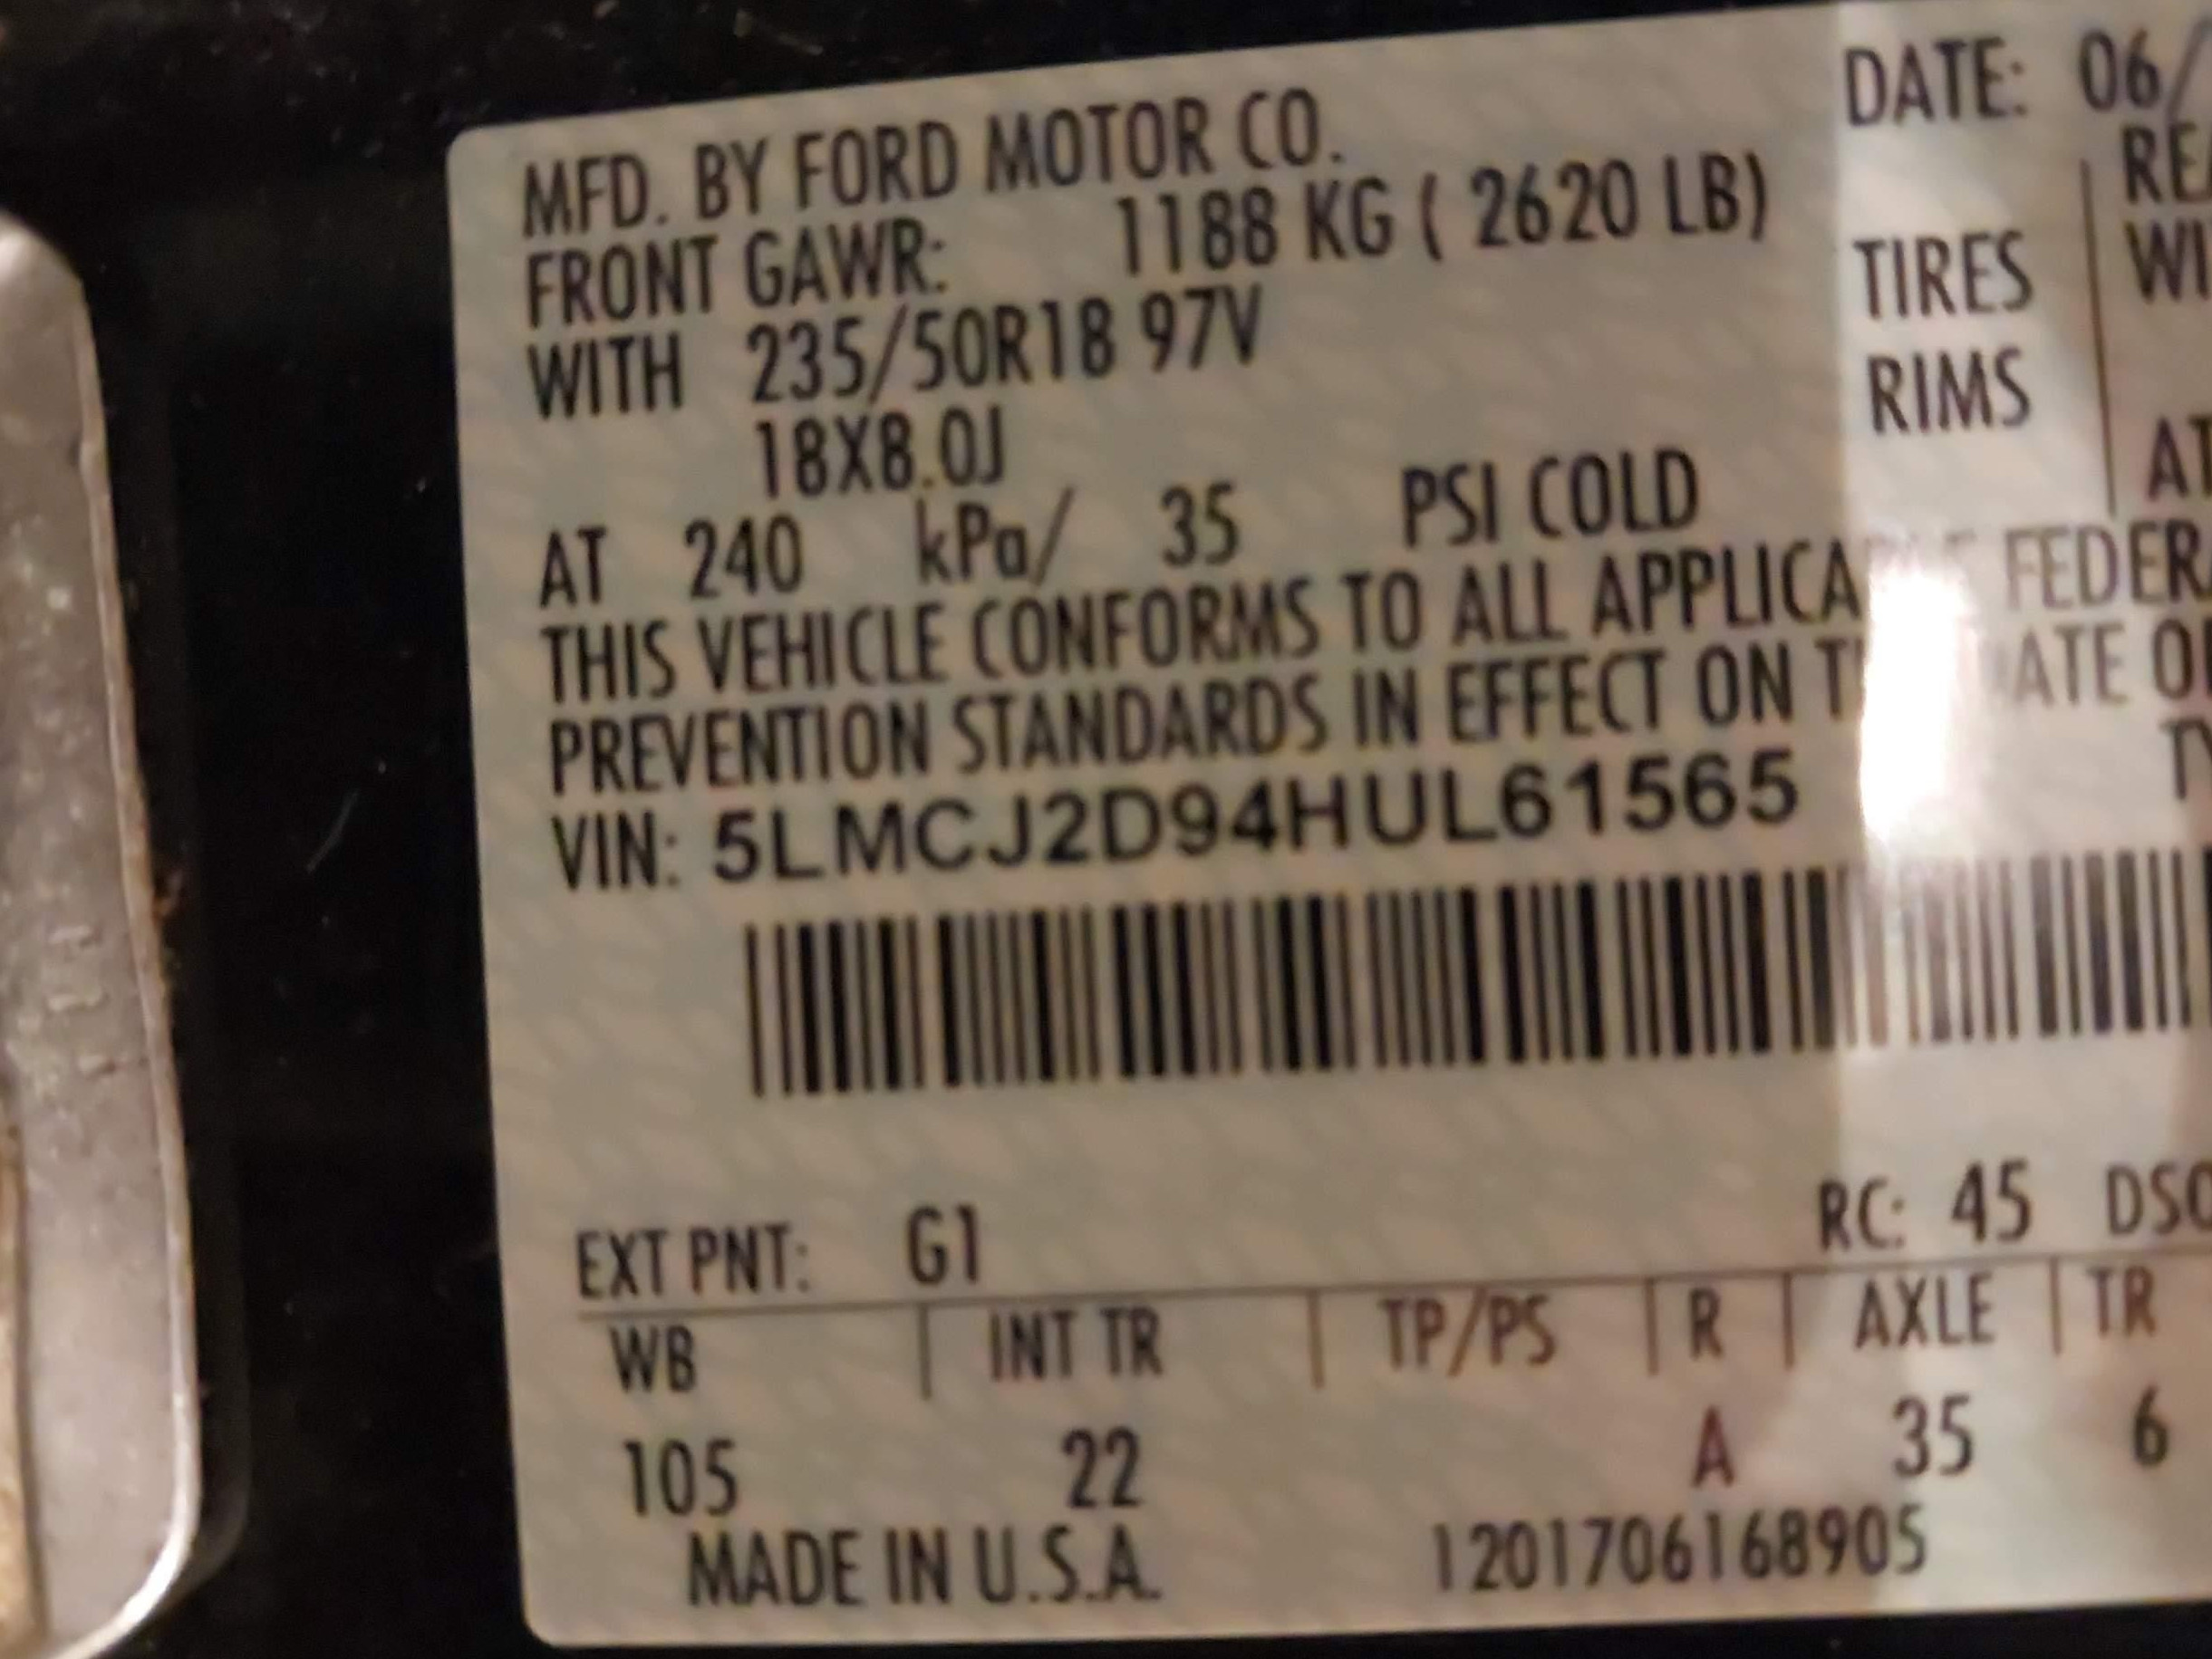 MFD. BY FORD MOTOR CO. DATE: 06/
FRONT GAWR: 1188 KG ( 2620 LB)
WITH 235/50R18 97V TIRES
18X8.0J RIMS
AT 240 kPa/ 35 PSI COLD AT
THIS VEHICLE CONFORMS TO ALL
PREVENTION STANDARDS IN EFFECT ON
VIN: 5LMCJ2D94HUL61565
EXT PNT: G1 RC: 45
WB | INT TR | TP/PS | R | AXLE | TR
105 22 A 35 6
MADE IN U.S.A. 1201706168905